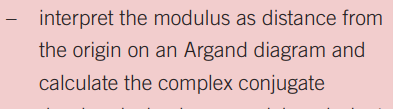 – interpret the modulus as distance from
the origin on an Argand diagram and
calculate the complex conjugate